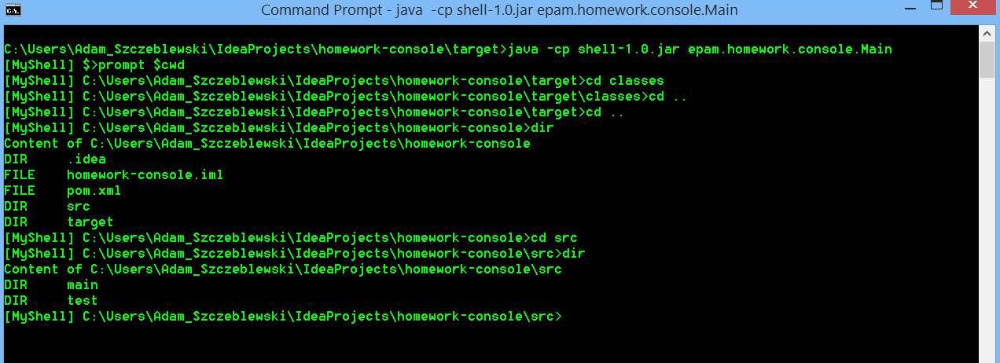 Command Prompt - java  -cp shell-1.0.jar epam.homework.console.Main
C:\Users\Adam_Szczeblewski\IdeaProjects\homework-console\target>java -cp shell-1.0.jar epam.homework.console.Main
[MyShell] $>prompt $cwd
[MyShell] C:\Users\Adam_Szczeblewski\IdeaProjects\homework-console\target>cd classes
[MyShell] C:\Users\Adam_Szczeblewski\IdeaProjects\homework-console\target\classes>cd ..
[MyShell] C:\Users\Adam_Szczeblewski\IdeaProjects\homework-console\target>cd ..
[MyShell] C:\Users\Adam_Szczeblewski\IdeaProjects\homework-console>dir
Content of C:\Users\Adam_Szczeblewski\IdeaProjects\homework-console
DIR     .idea
FILE    homework-console.iml
FILE    pom.xml
DIR     src
DIR     target
[MyShell] C:\Users\Adam_Szczeblewski\IdeaProjects\homework-console>cd src
[MyShell] C:\Users\Adam_Szczeblewski\IdeaProjects\homework-console\src>dir
Content of C:\Users\Adam_Szczeblewski\IdeaProjects\homework-console\src
DIR     main
DIR     test
[MyShell] C:\Users\Adam_Szczeblewski\IdeaProjects\homework-console\src>